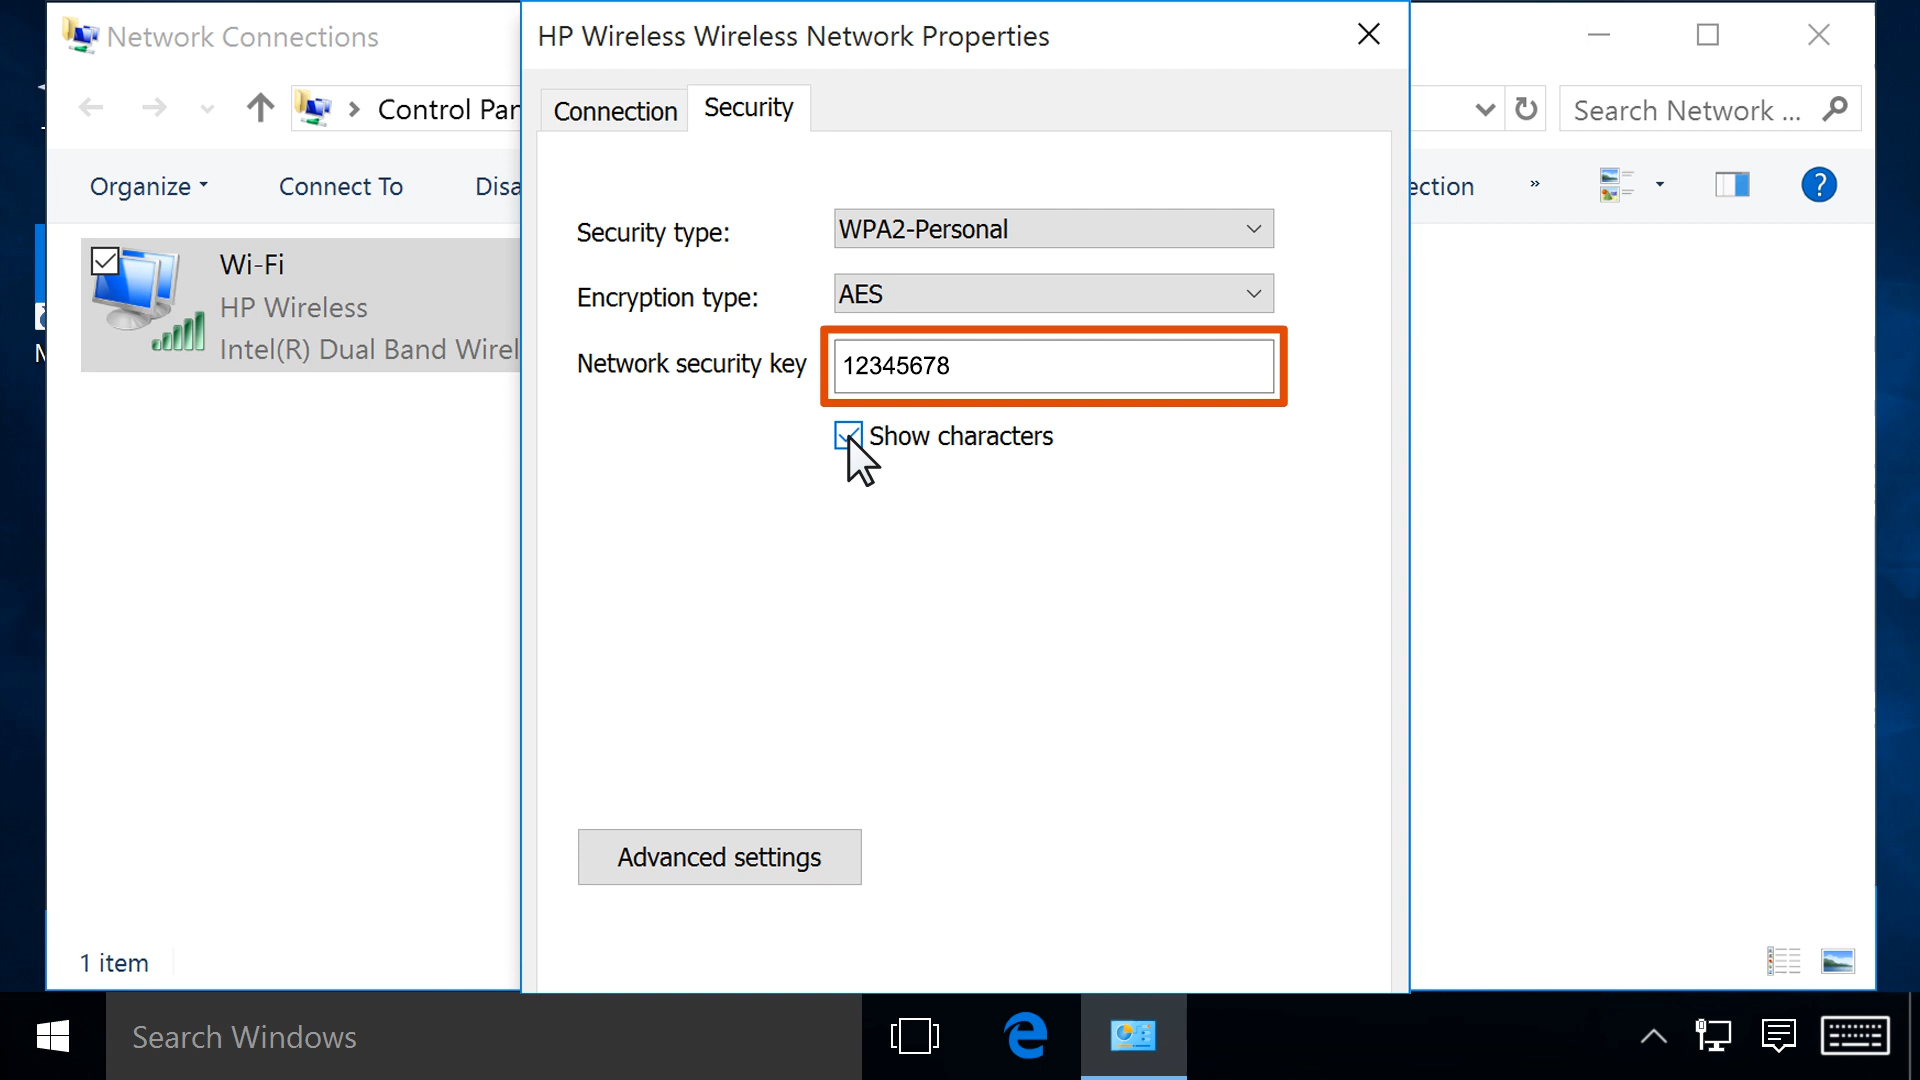 Network Connections
HP Wireless Wireless Network Properties
Control Par
Connection
Security
Search Network ...
Organize
Connect To
Disa
ection
»
?
Wi-Fi
HP Wireless
Intel(R) Dual Band Wirel
Security type:
WPA2-Personal
Encryption type:
AES
Network security key
12345678
Show characters
Advanced settings
1 item
Search Windows